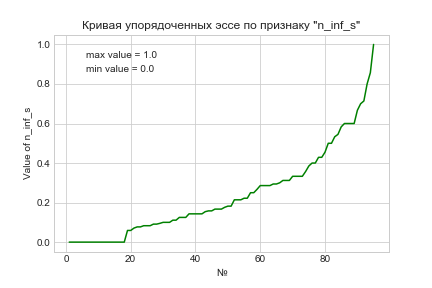 Кривая упорядоченных эссе по признаку "n_inf_s"
max value = 1.0
min value = 0.0
Value of n_inf_s
1.0
0.8
0.6
0.4
0.2
0.0
0 20 40 60 80
№